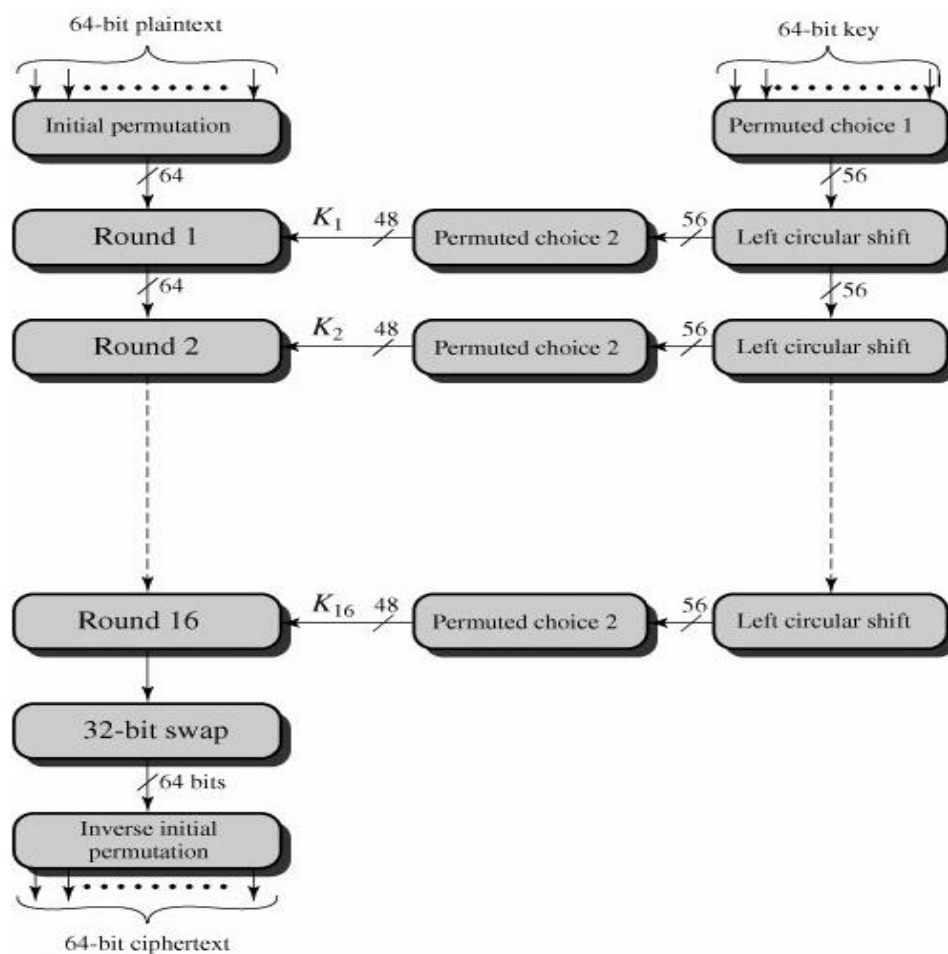 64-bit plaintext
64-bit key
Initial permutation
Permuted choice 1
64
56
Round 1
K1
48
Permuted choice 2
56
Left circular shift
64
56
Round 2
K2
48
Permuted choice 2
56
Left circular shift
Round 16
K16
48
Permuted choice 2
56
Left circular shift
32-bit swap
64 bits
Inverse initial
permutation
64-bit ciphertext